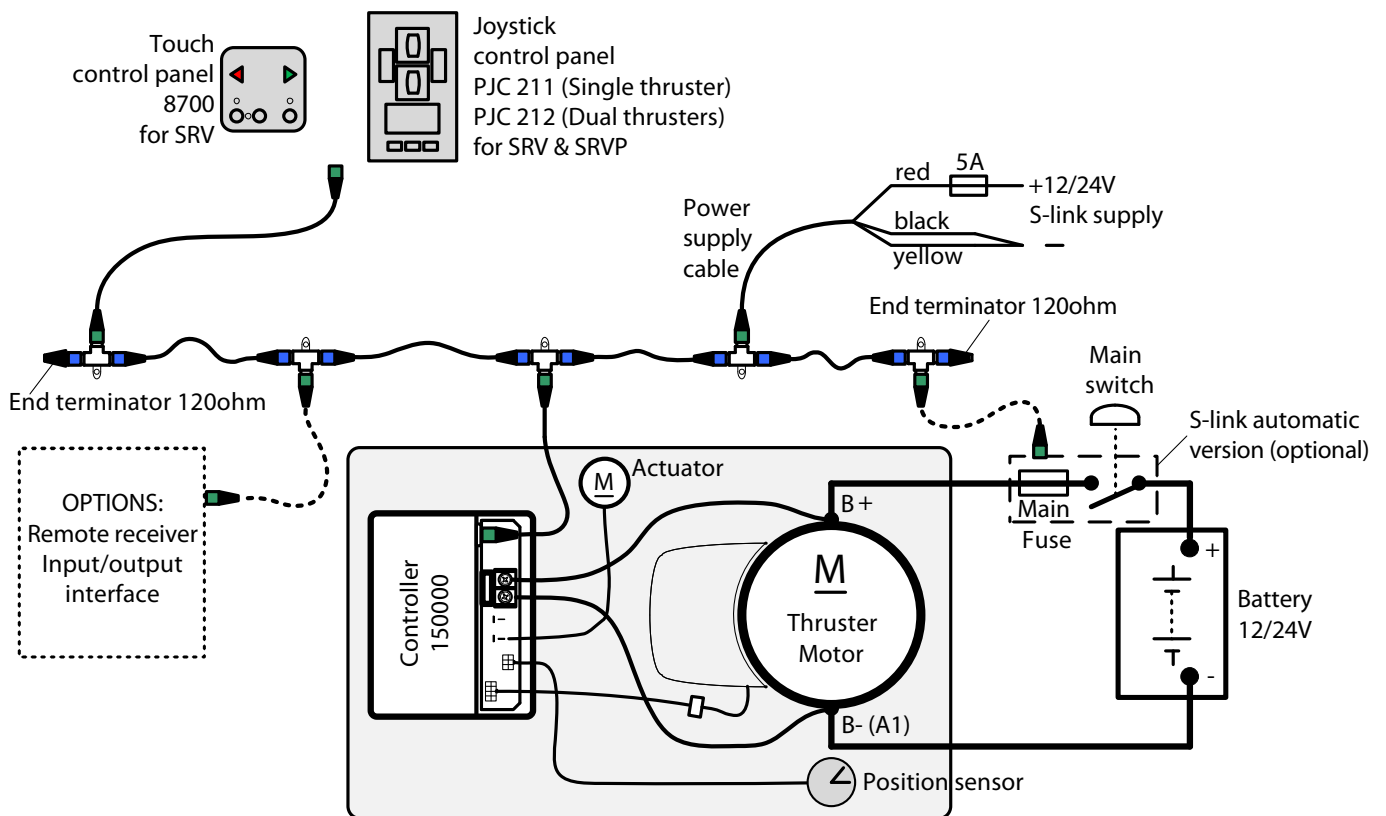 Touch
control panel
8700
for SRV
Joystick
control panel
PJC 211 (Single thruster)
PJC 212 (Dual thrusters)
for SRV & SRVP
red
5A
+12/24V
S-link supply
black
yellow
Power
supply
cable
End terminator 120ohm
End terminator 120ohm
Main
switch
S-link automatic
version (optional)
OPTIONS:
Remote receiver
Input/output
interface
Controller
150000
M
Actuator
B+
M
Thruster
Motor
B- (A1)
Main
Fuse
+
-
Battery
12/24V
Position sensor